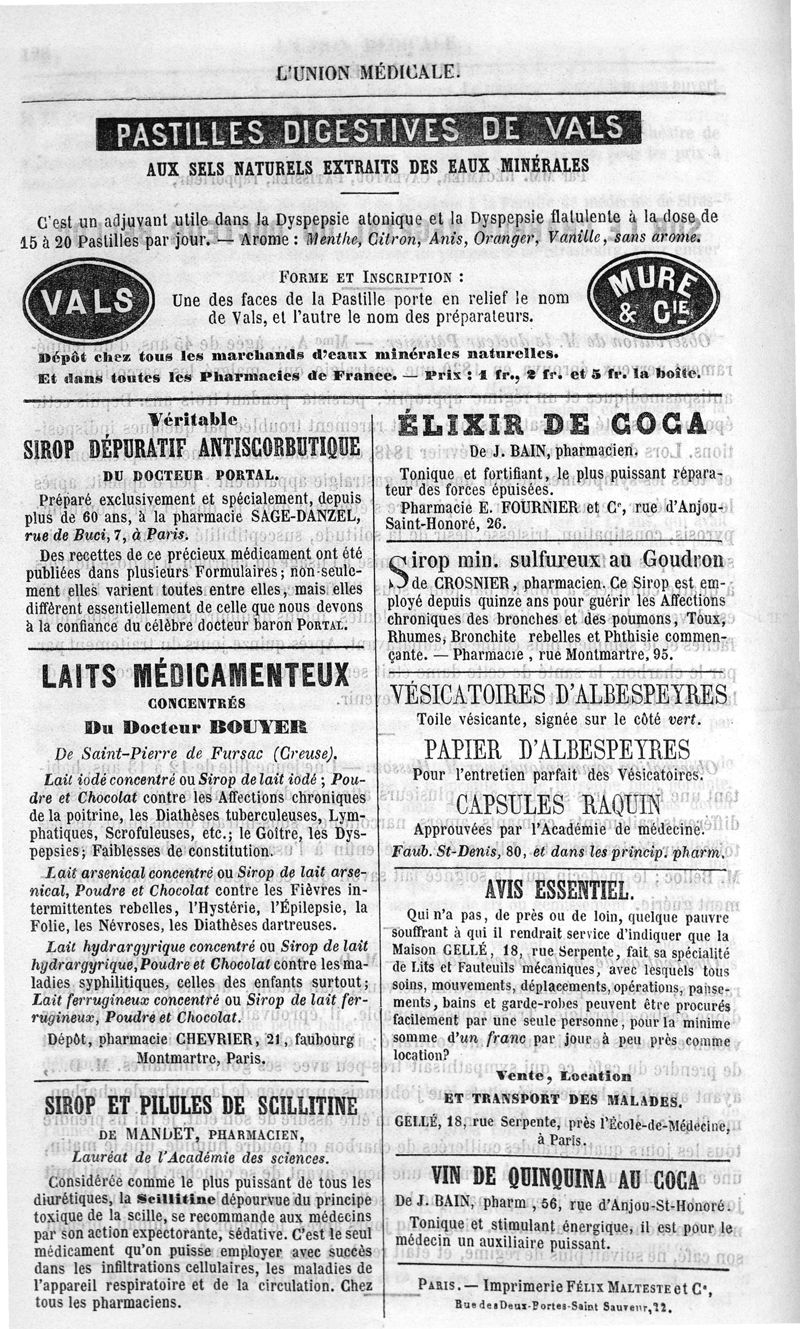 L'UNION MÉDICALE.
PASTILLES DIGESTIVES DE VALS
AUX SELS NATURELS EXTRAITS DES EAUX MINÉRALES
C'est un adjuvant utile dans la Dyspepsie atonique et la Dyspepsie flatulente à la dose de
15 à 20 Pastilles par jour. — Arome : Menthe, Citron, Anis, Oranger, Vanille, sans arome.
VALS
FORME ET INSCRIPTION :
Une des faces de la Pastille porte en relief le nom
de Vals, et l'autre le nom des préparateurs.
MURE
& CIE
Dépôt chez tous les marchands d'eaux minérales naturelles.
Et dans toutes les Pharmacies de France. — Prix : 1 fr., 2 fr. et 5 fr. la boîte.
Véritable
SIROP DÉPURATIF ANTISCORBUTIQUE
DU DOCTEUR PORTAL.
Préparé exclusivement et spécialement, depuis
plus de 60 ans, à la pharmacie SAGE-DANZEL,
rue de Buci, 7, à Paris.
Des recettes de ce précieux médicament ont été
publiées dans plusieurs Formulaires ; non-seule-
ment elles varient toutes entre elles, mais elles
diffèrent essentiellement de celle que nous devons
à la confiance du célèbre docteur baron PORTAL.
LAITS MÉDICAMENTEUX
CONCENTRÉS
Du Docteur BOUYER
De Saint-Pierre de Fursac (Creuse).
Lait iodé concentré ou Sirop de lait iodé ; Pou-
dre et Chocolat contre les Affections chroniques
de la poitrine, les Diathèses tuberculeuses, Lym-
phatiques, Scrofuleuses, etc.; le Goître, les Dys-
pepsies ; Faiblesses de constitution.
Lait arsenical concentré ou Sirop de lait arse-
nical, Poudre et Chocolat contre les Fièvres in-
termittentes rebelles, l'Hystérie, l'Épilepsie, la
Folie, les Névroses, les Diathèses dartreuses.
Lait hydrargyrique concentré ou Sirop de lait
hydrargyrique, Poudre et Chocolat contre les ma-
ladies syphilitiques, celles des enfants surtout ;
Lait ferrugineux concentré ou Sirop de lait fer-
rugineux, Poudre et Chocolat.
Dépôt, pharmacie CHEVRIER, 21, faubourg
Montmartre, Paris.
SIROP ET PILULES DE SCILLITINE
DE MANDET, PHARMACIEN,
Lauréat de l'Académie des sciences.
Considérée comme le plus puissant de tous les
diurétiques, la Scillitine dépourvue du principe
toxique de la scille, se recommande aux médecins
par son action expectorante, sédative. C'est le seul
médicament qu'on puisse employer avec succès
dans les infiltrations cellulaires, les maladies de
l'appareil respiratoire et de la circulation. Chez
tous les pharmaciens.
ÉLIXIR DE COCA
De J. BAIN, pharmacien.
Tonique et fortifiant, le plus puissant répara-
teur des forces épuisées.
Pharmacie E. FOURNIER et Ce, rue d'Anjou-
Saint-Honoré, 26.
Sirop min. sulfureux au Goudron
de CROSNIER, pharmacien. Ce Sirop est em-
ployé depuis quinze ans pour guérir les Affections
chroniques des bronches et des poumons, Toux,
Rhumes, Bronchite rebelles et Phthisie commen-
çante. — Pharmacie, rue Montmartre, 95.
VÉSICATOIRES D'ALBESPEYRES
Toile vésicante, signée sur le côté vert.
PAPIER D'ALBESPEYRES
Pour l'entretien parfait des Vésicatoires.
CAPSULES RAQUIN
Approuvées par l'Académie de médecine.
Faub. St-Denis, 80, et dans les princip. pharm.
AVIS ESSENTIEL.
Qui n'a pas, de près ou de loin, quelque pauvre
souffrant à qui il rendrait service d'indiquer que la
Maison GELLÉ, 18, rue Serpente, fait sa spécialité
de Lits et Fauteuils mécaniques, avec lesquels tous
soins, mouvements, déplacements, opérations, panse-
ments, bains et garde-robes peuvent être procurés
facilement par une seule personne, pour la minime
somme d'un franc par jour à peu près comme
location?
Vente, Location
ET TRANSPORT DES MALADES.
GELLÉ, 18, rue Serpente, près l'École-de-Médecine,
à Paris.
VIN DE QUINQUINA AU COCA
De J. BAIN, pharm , 56, rue d'Anjou-St-Honoré.
Tonique et stimulant énergique, il est pour le
médecin un auxiliaire puissant.
PARIS. — Imprimerie FÉLIX MALTESTE et Ce,
Rue des Deux-Portes-Saint Sauveur, 22.